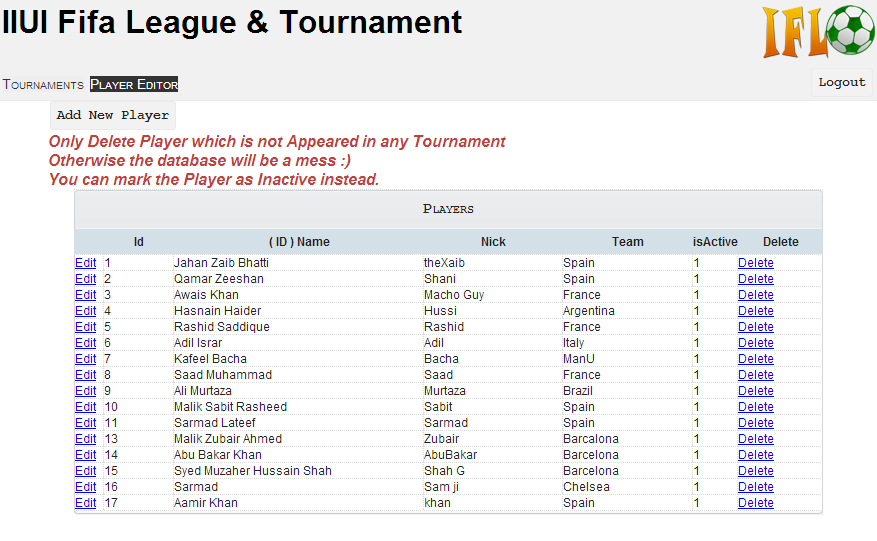 IIUI Fifa League & Tournament
IFL
Tournaments Player Editor
Logout
Add New Player
Only Delete Player which is not Appeared in any Tournament
Otherwise the database will be a mess :)
You can mark the Player as Inactive instead.
Players
Id ( ID ) Name Nick Team isActive Delete
Edit 1 Jahan Zaib Bhatti theXaib Spain 1 Delete
Edit 2 Qamar Zeeshan Shani Spain 1 Delete
Edit 3 Awais Khan Macho Guy France 1 Delete
Edit 4 Hasnain Haider Hussi Argentina 1 Delete
Edit 5 Rashid Saddique Rashid France 1 Delete
Edit 6 Adil Israr Adil Italy 1 Delete
Edit 7 Kafeel Bacha Bacha ManU 1 Delete
Edit 8 Saad Muhammad Saad France 1 Delete
Edit 9 Ali Murtaza Murtaza Brazil 1 Delete
Edit 10 Malik Sabit Rasheed Sabit Spain 1 Delete
Edit 11 Sarmad Lateef Sarmad Spain 1 Delete
Edit 13 Malik Zubair Ahmed Zubair Barcalona 1 Delete
Edit 14 Abu Bakar Khan AbuBakar Barcelona 1 Delete
Edit 15 Syed Muzaher Hussain Shah Shah G Barcelona 1 Delete
Edit 16 Sarmad Sam ji Chelsea 1 Delete
Edit 17 Aamir Khan khan Spain 1 Delete